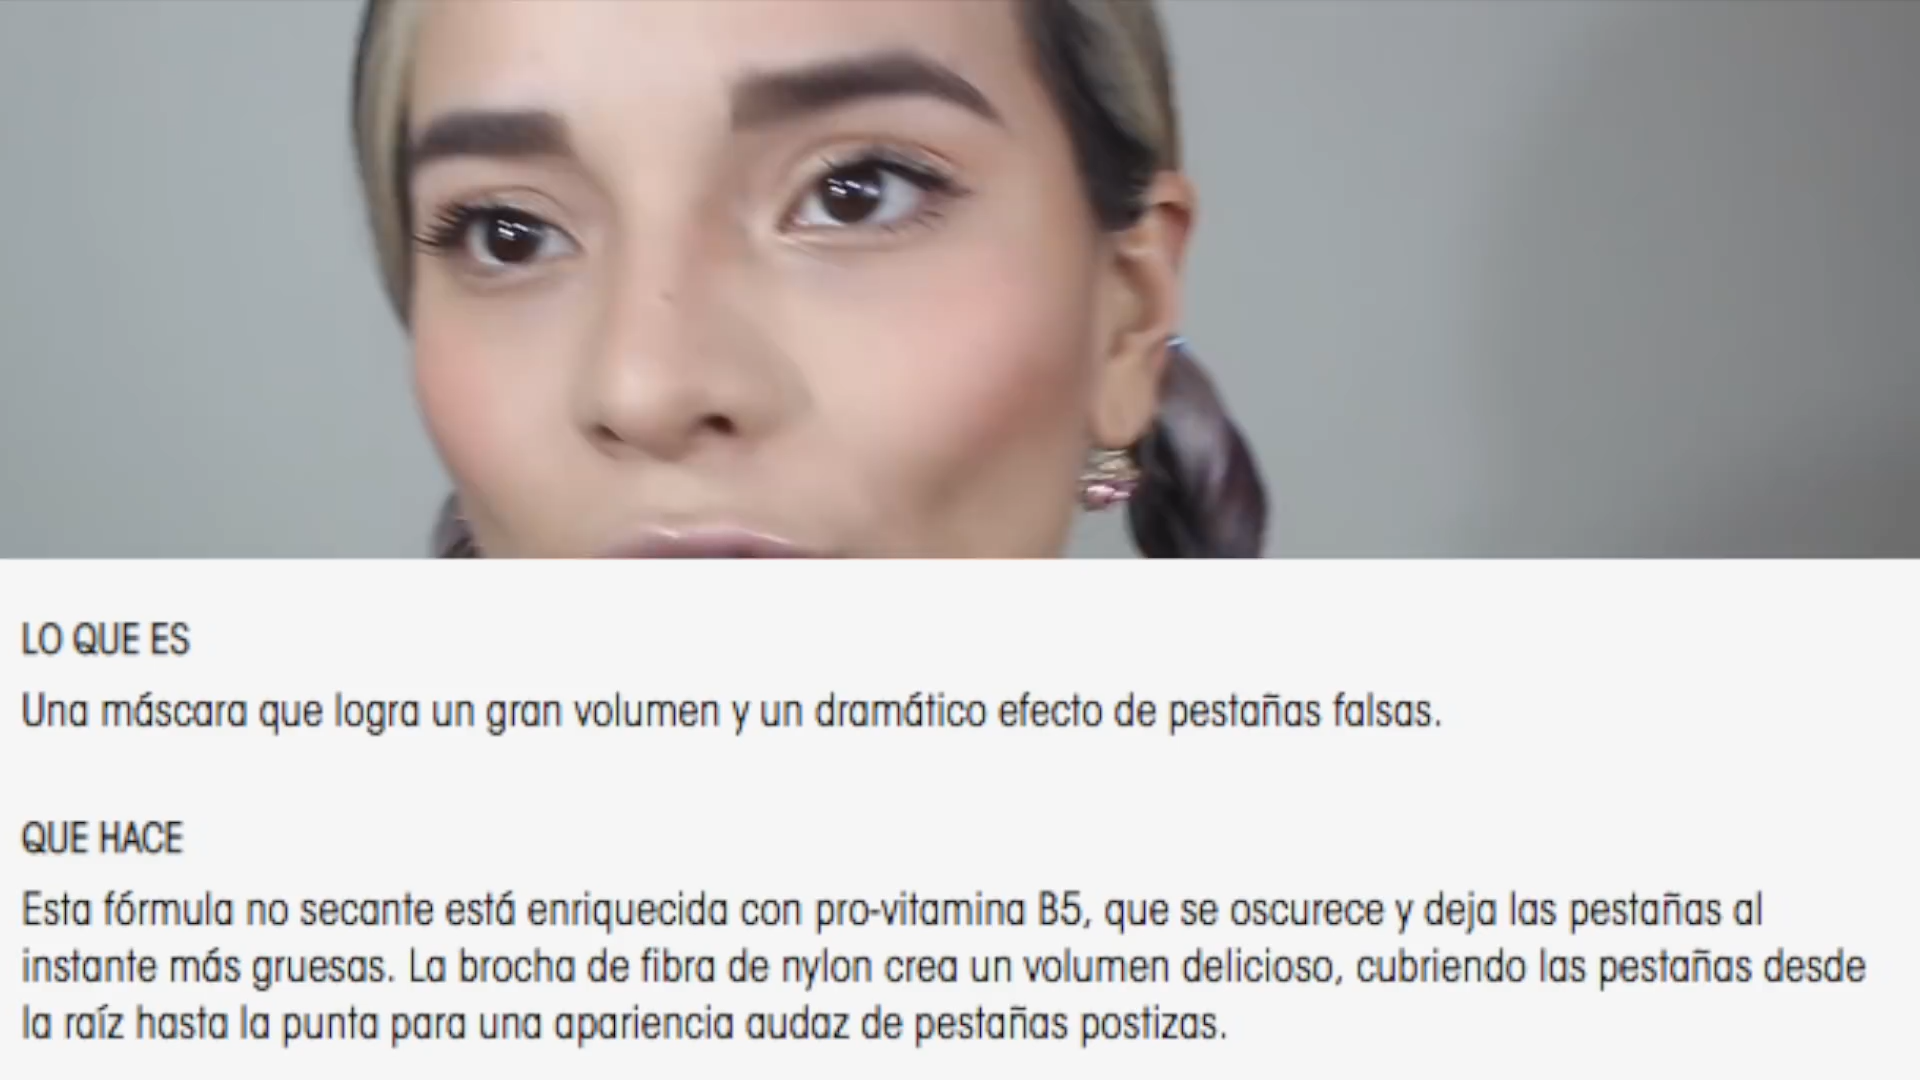 LO QUE ES
Una máscara que logra un gran volumen y un dramático efecto de pestañas falsas.
QUE HACE
Esta fórmula no secante está enriquecida con pro-vitamina B5, que se oscurece y deja las pestañas al
instante más gruesas. La brocha de fibra de nylon crea un volumen delicioso, cubriendo las pestañas desde
la raíz hasta la punta para una apariencia audaz de pestañas postizas.